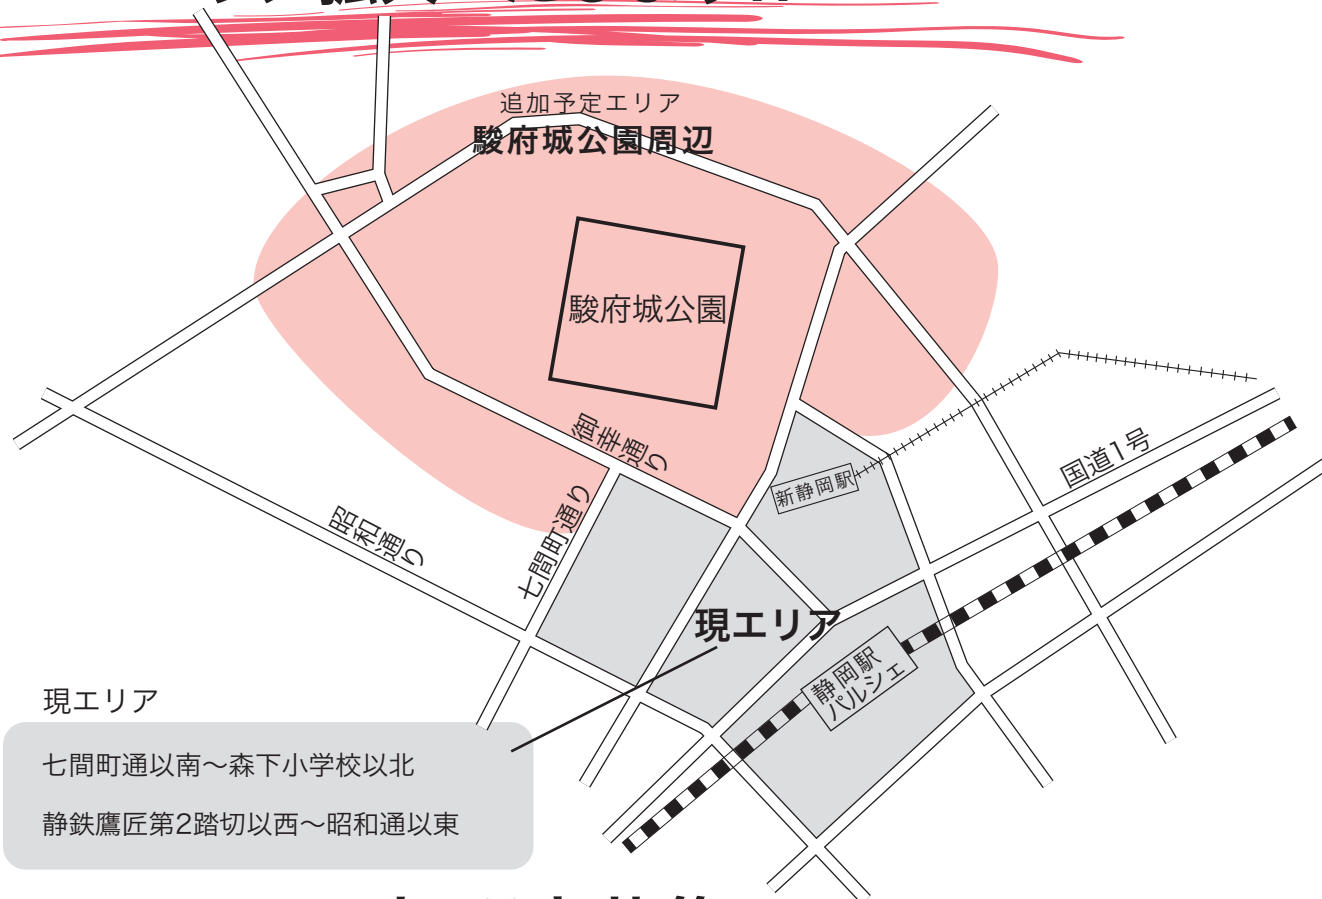 追加予定エリア
駿府城公園周辺
駿府城公園
御幸通り
国道1号
新静岡駅
七間町通り
昭和通り
現エリア
静岡駅
パルシェ
現エリア
七間町通以南～森下小学校以北
静鉄鷹匠第2踏切以西～昭和通以東